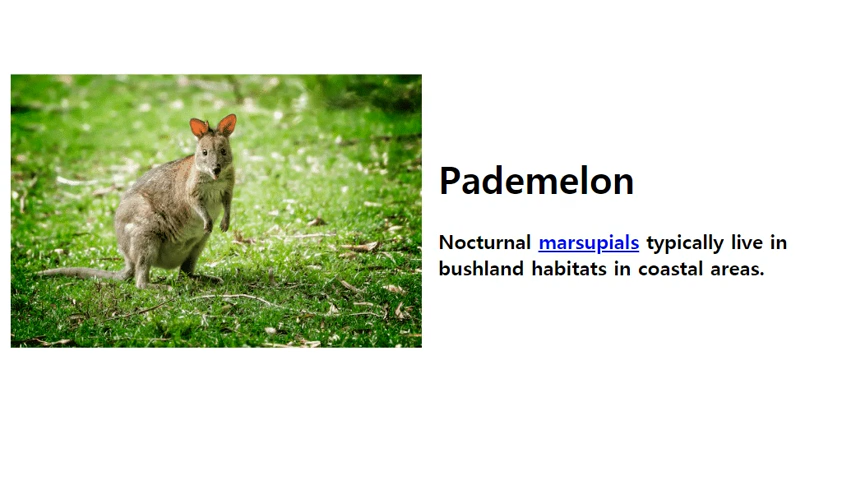 Pademelon
Nocturnal marsupials typically live in
bushland habitats in coastal areas.